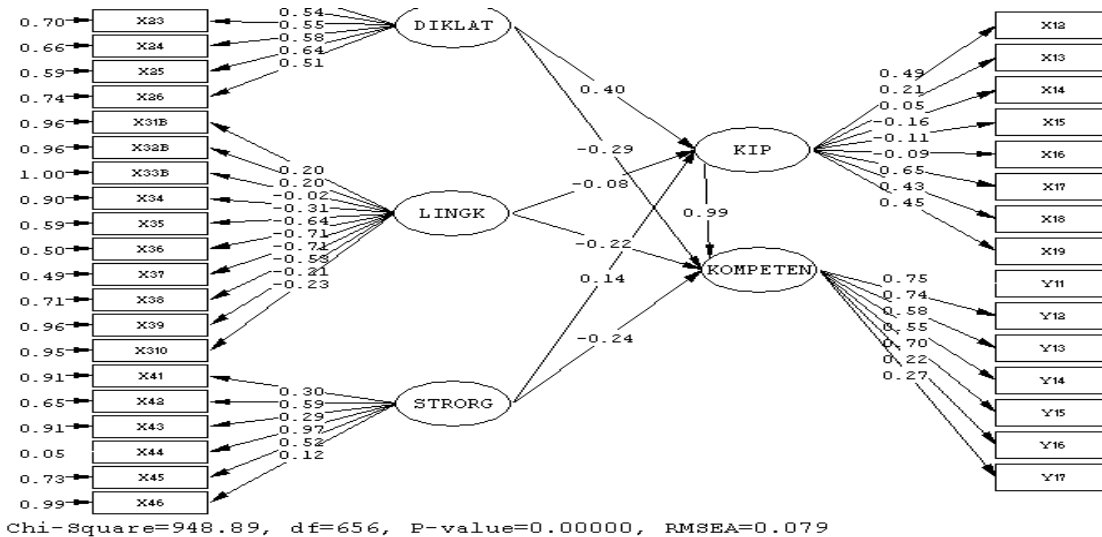 0.70 X23
0.66 X24
0.59 X25
0.74 X26
0.96 X31B
0.96 X32B
1.00 X33B
0.90 X34
0.59 X35
0.50 X36
0.49 X37
0.71 X38
0.96 X39
0.95 X310
0.91 X41
0.65 X42
0.91 X43
0.05 X44
0.73 X45
0.99 X46
0.54
0.55
0.58
0.64
0.51
0.20
0.20
-0.02
-0.31
-0.64
-0.71
-0.71
-0.53
-0.21
-0.23
0.30
0.59
0.29
0.97
0.52
0.12
DIKLAT
LINGK
STRORG
0.40
-0.29
-0.08
-0.22
0.14
-0.24
0.99
KIP
KOMPETEN
0.49
0.21
0.05
-0.16
-0.11
-0.09
0.65
0.43
0.45
0.75
0.74
0.58
0.55
0.70
0.22
0.27
X12
X13
X14
X15
X16
X17
X18
X19
Y11
Y12
Y13
Y14
Y15
Y16
Y17
Chi-Square=948.89, df=656, P-value=0.00000, RMSEA=0.079